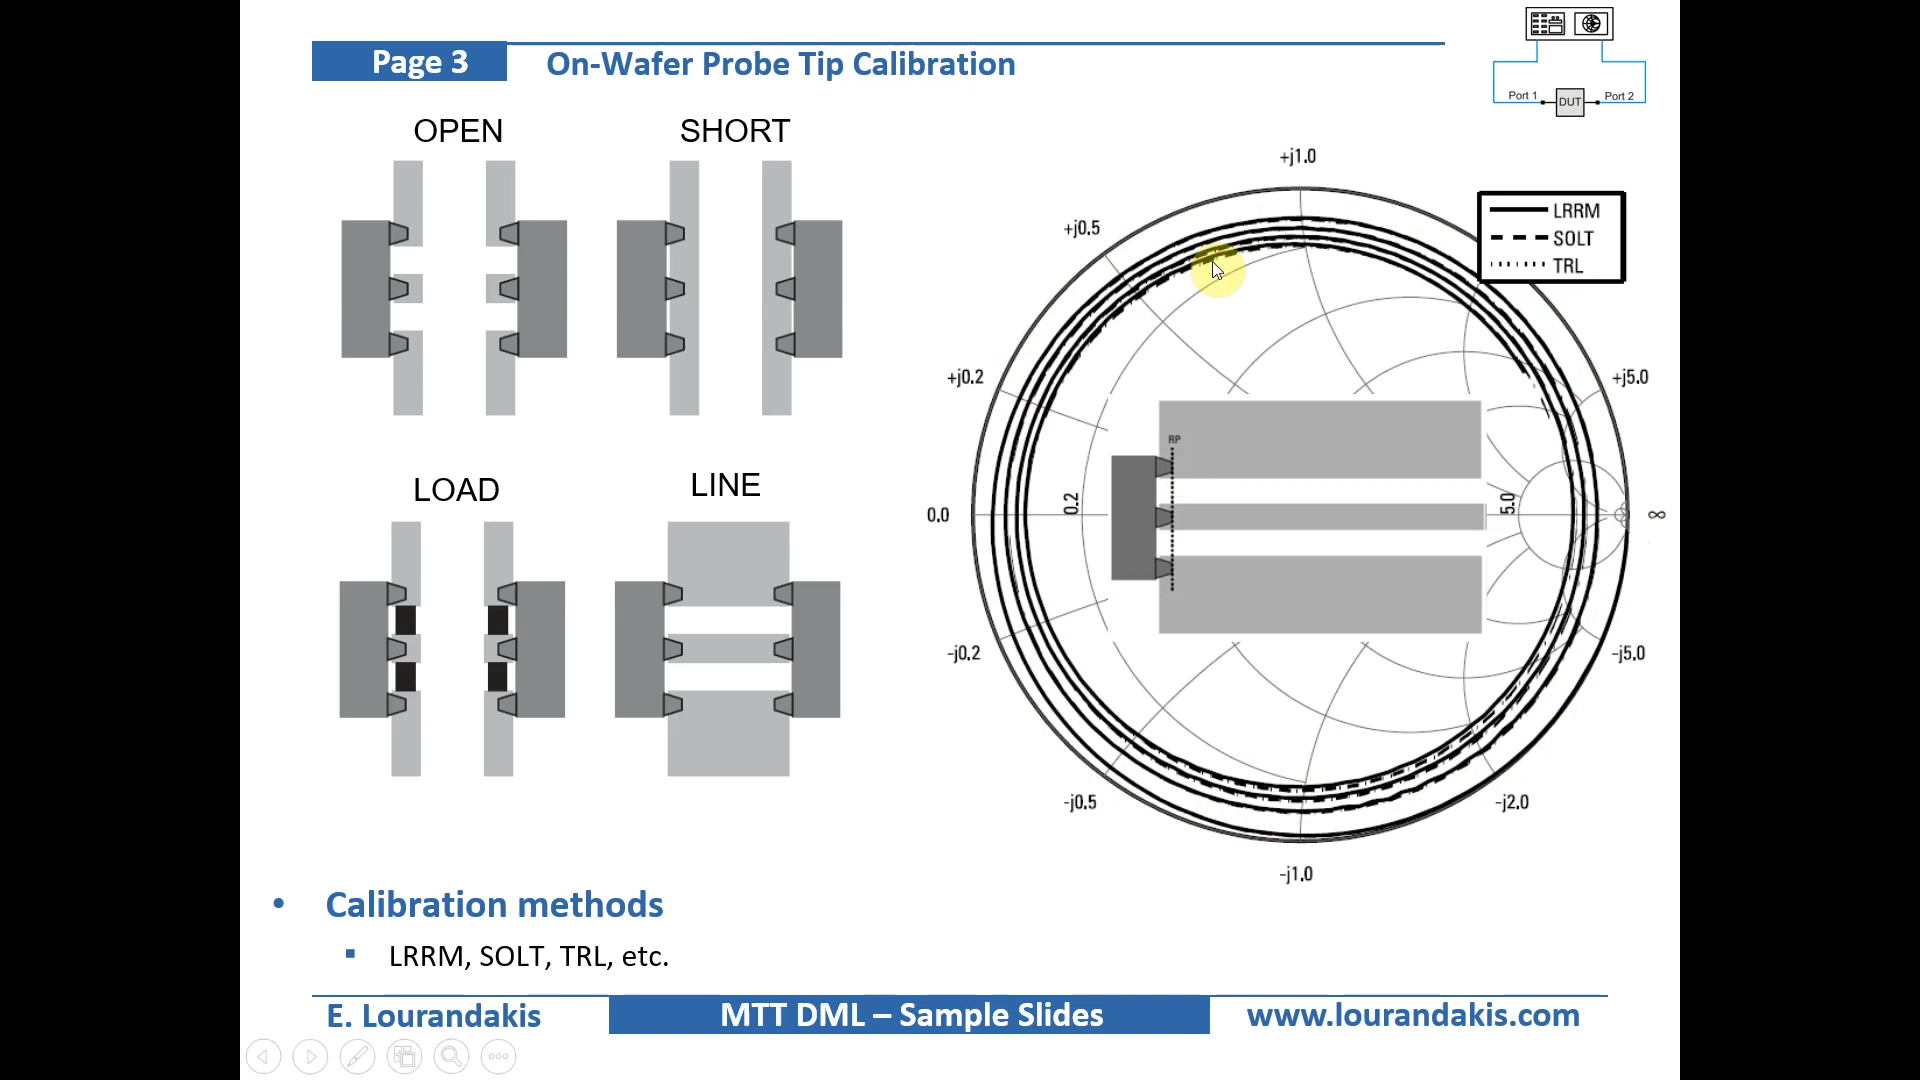 Page 3
On-Wafer Probe Tip Calibration
Port 1
DUT
Port 2
OPEN
SHORT
LOAD
LINE
+j1.0
+j0.5
+j0.2
0.0
-j0.2
-j0.5
-j1.0
-j2.0
-j5.0
∞
+j5.0
0.2
5.0
RP
LRRM
SOLT
TRL
• Calibration methods
▪ LRRM, SOLT, TRL, etc.
E. Lourandakis
MTT DML – Sample Slides
www.lourandakis.com